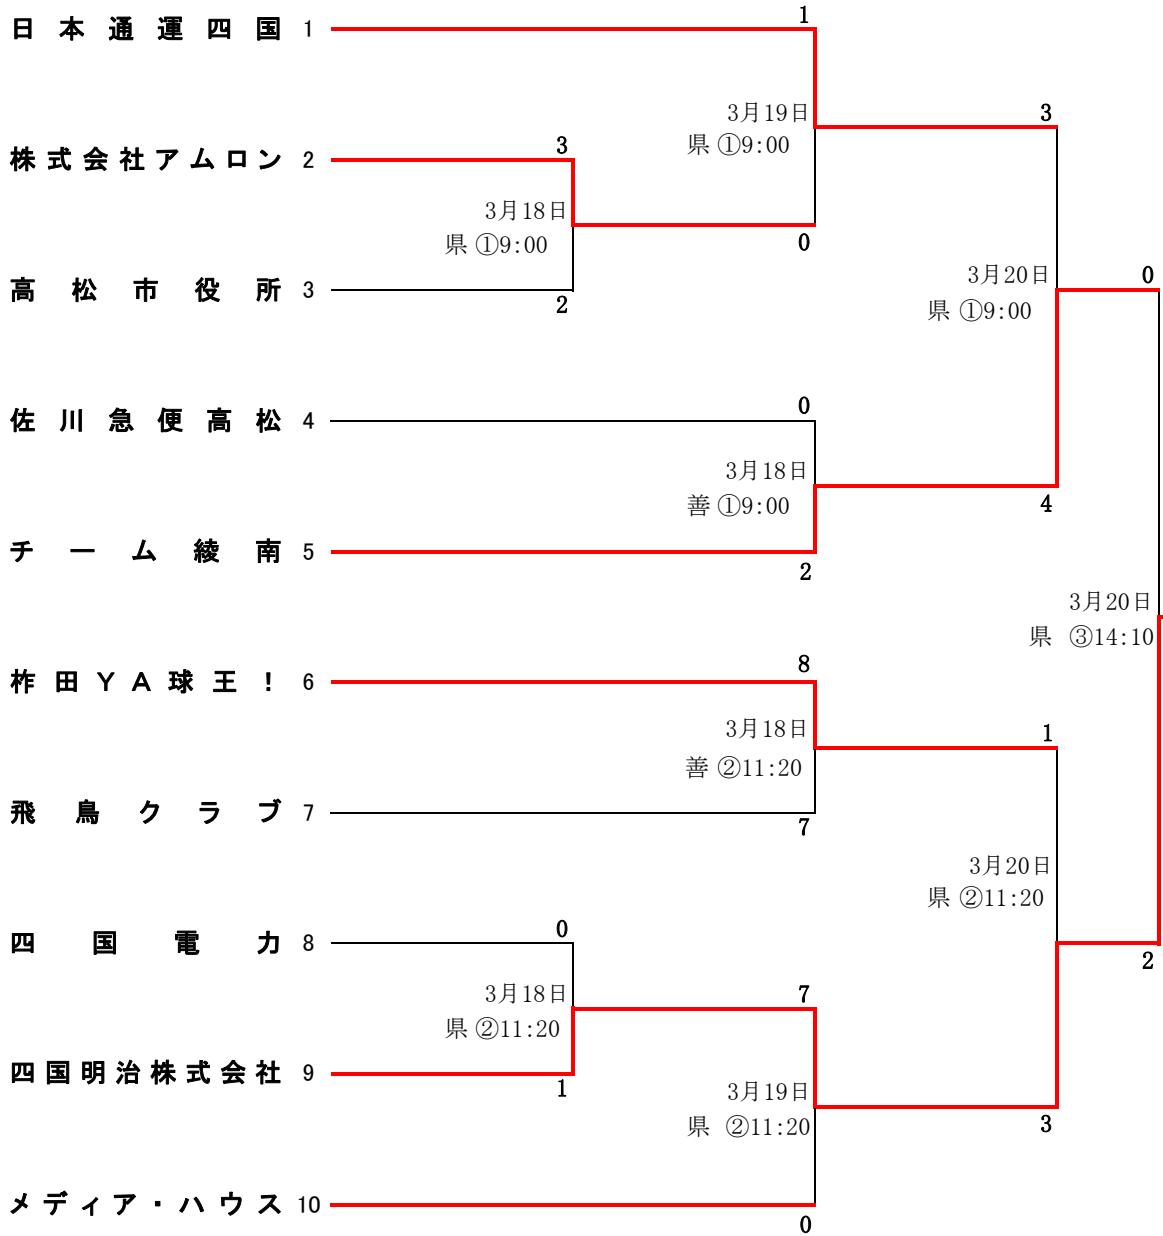 1
日本通運四国 1
3月19日
3
県 ①9:00
3
株式会社アムロン 2
3月18日
県 ①9:00
0
3月20日
0
高松市役所 3
2
県 ①9:00
0
佐川急便高松 4
3月18日
善 ①9:00
4
チーム綾南 5
2
3月20日
県 ③14:10
8
柞田YA球王! 6
3月18日
1
善 ②11:20
飛鳥クラブ 7
7
3月20日
県 ②11:20
0
四国電力 8
2
3月18日
7
県 ②11:20
四国明治株式会社 9
1
3月19日
県 ②11:20
3
メディア・ハウス 10
0